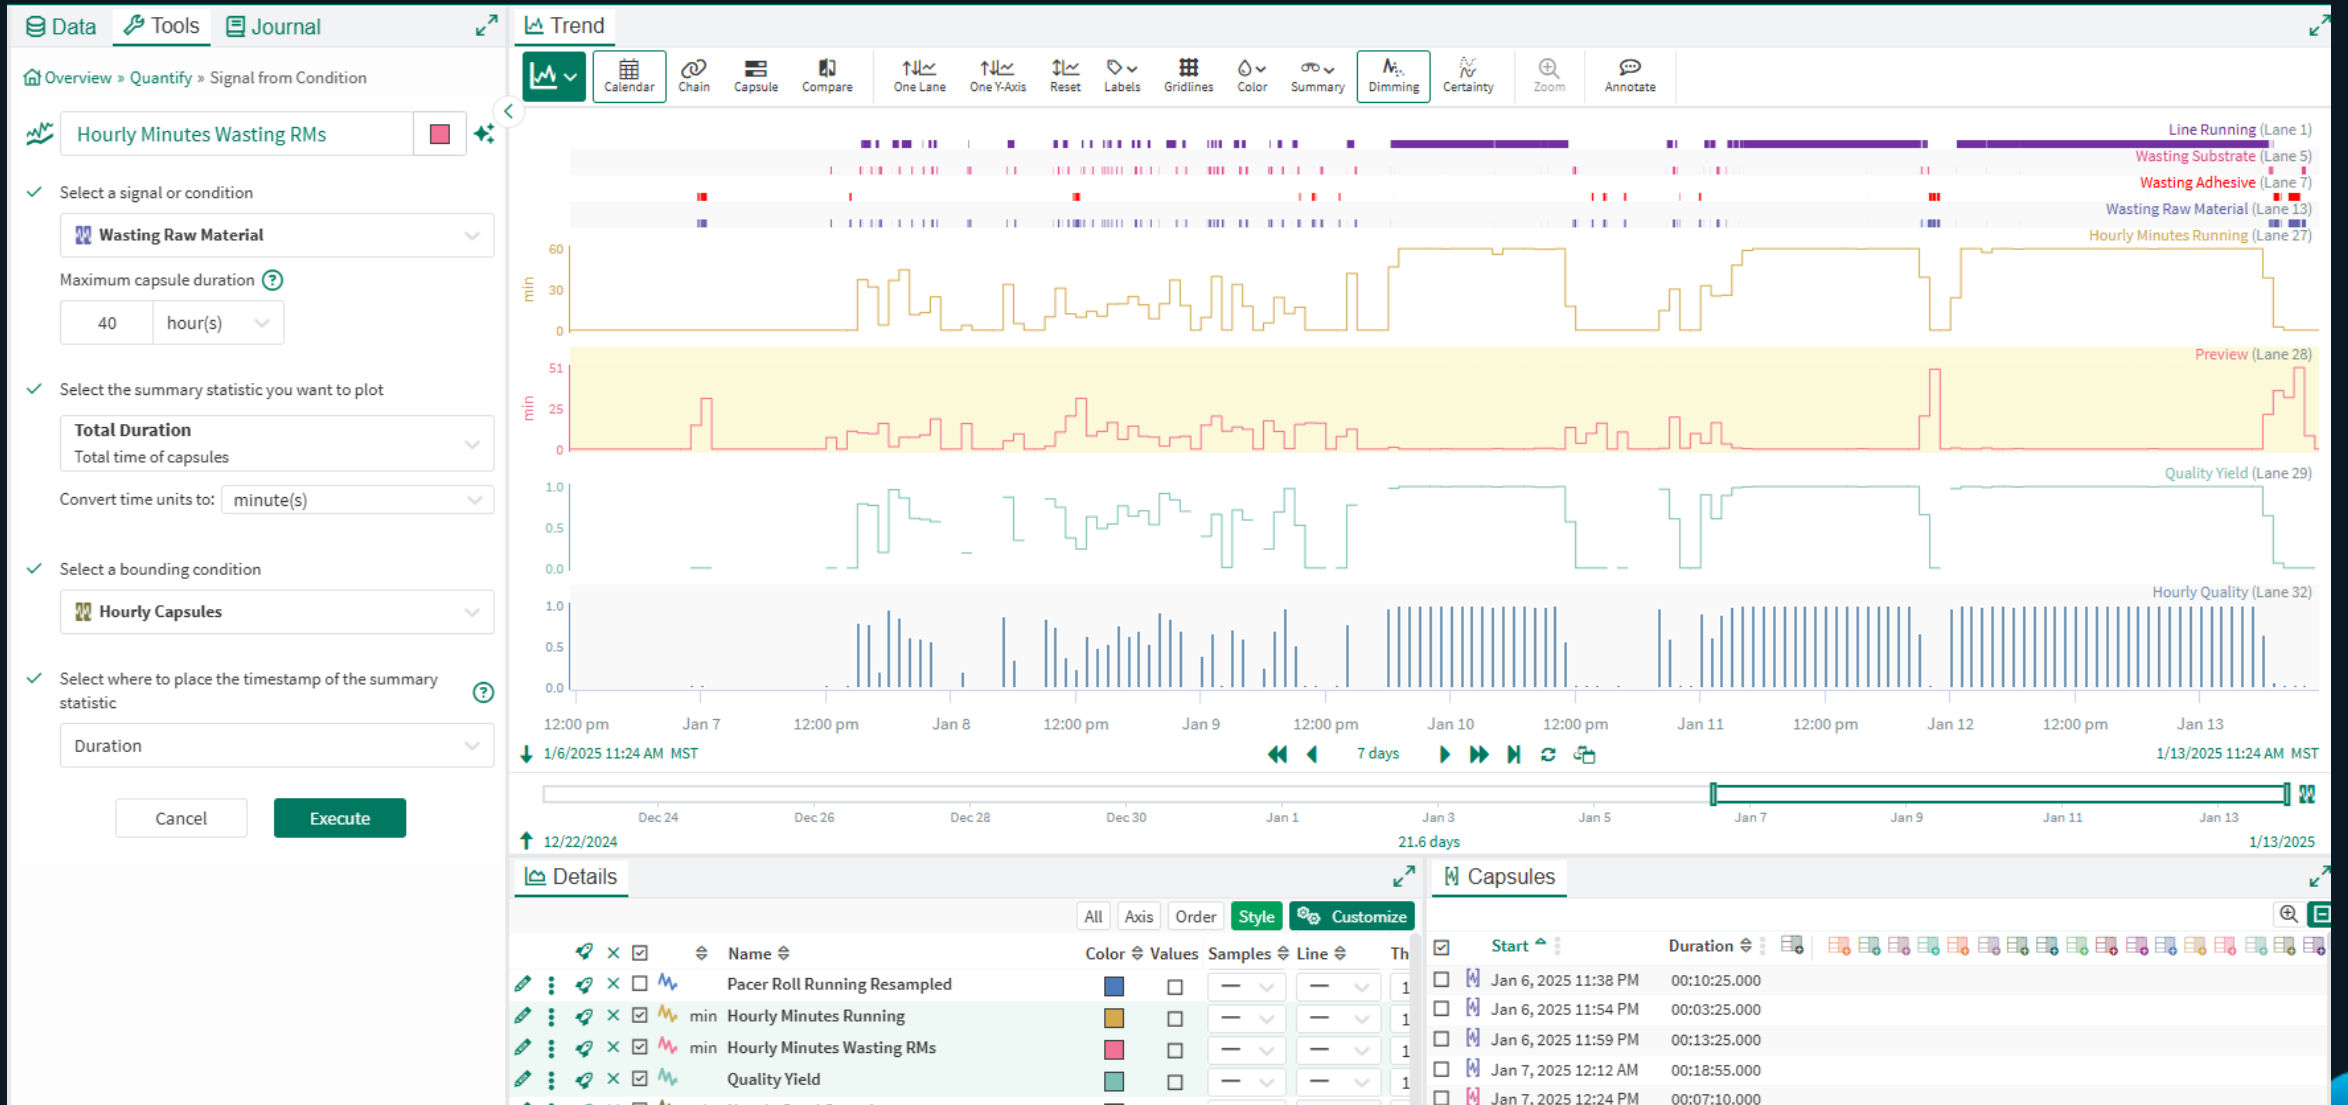 Data Tools Journal
Overview » Quantify » Signal from Condition
Hourly Minutes Wasting RMs
Select a signal or condition
Wasting Raw Material
Maximum capsule duration ?
40 hour(s)
Select the summary statistic you want to plot
Total Duration
Total time of capsules
Convert time units to: minute(s)
Select a bounding condition
Hourly Capsules
Select where to place the timestamp of the summary
statistic
?
Duration
Cancel Execute
Trend
Calendar Chain Capsule Compare One Lane One Y-Axis Reset Labels Gridlines Color Summary Dimming Certainty Zoom Annotate
Line Running (Lane 1)
Wasting Substrate (Lane 5)
Wasting Adhesive (Lane 7)
Wasting Raw Material (Lane 13)
Hourly Minutes Running (Lane 27)
60
30
0
min
Preview (Lane 28)
51
25
0
min
Quality Yield (Lane 29)
1.0
0.5
0.0
Hourly Quality (Lane 32)
1.0
0.5
0.0
12:00 pm Jan 7 12:00 pm Jan 8 12:00 pm Jan 9 12:00 pm Jan 10 12:00 pm Jan 11 12:00 pm Jan 12 12:00 pm Jan 13
1/6/2025 11:24 AM MST 7 days 1/13/2025 11:24 AM MST
Dec 24 Dec 26 Dec 28 Dec 30 Jan 1 Jan 3 Jan 5 Jan 7 Jan 9 Jan 11 Jan 13
12/22/2024 21.6 days 1/13/2025
Details
All Axis Order Style Customize
Name Color Values Samples Line Th
Pacer Roll Running Resampled 1
min Hourly Minutes Running 1
min Hourly Minutes Wasting RMs 1
Quality Yield 1
Capsules
Start Duration
Jan 6, 2025 11:38 PM 00:10:25.000
Jan 6, 2025 11:54 PM 00:03:25.000
Jan 6, 2025 11:59 PM 00:13:25.000
Jan 7, 2025 12:12 AM 00:18:55.000
Jan 7, 2025 12:24 PM 00:07:10.000